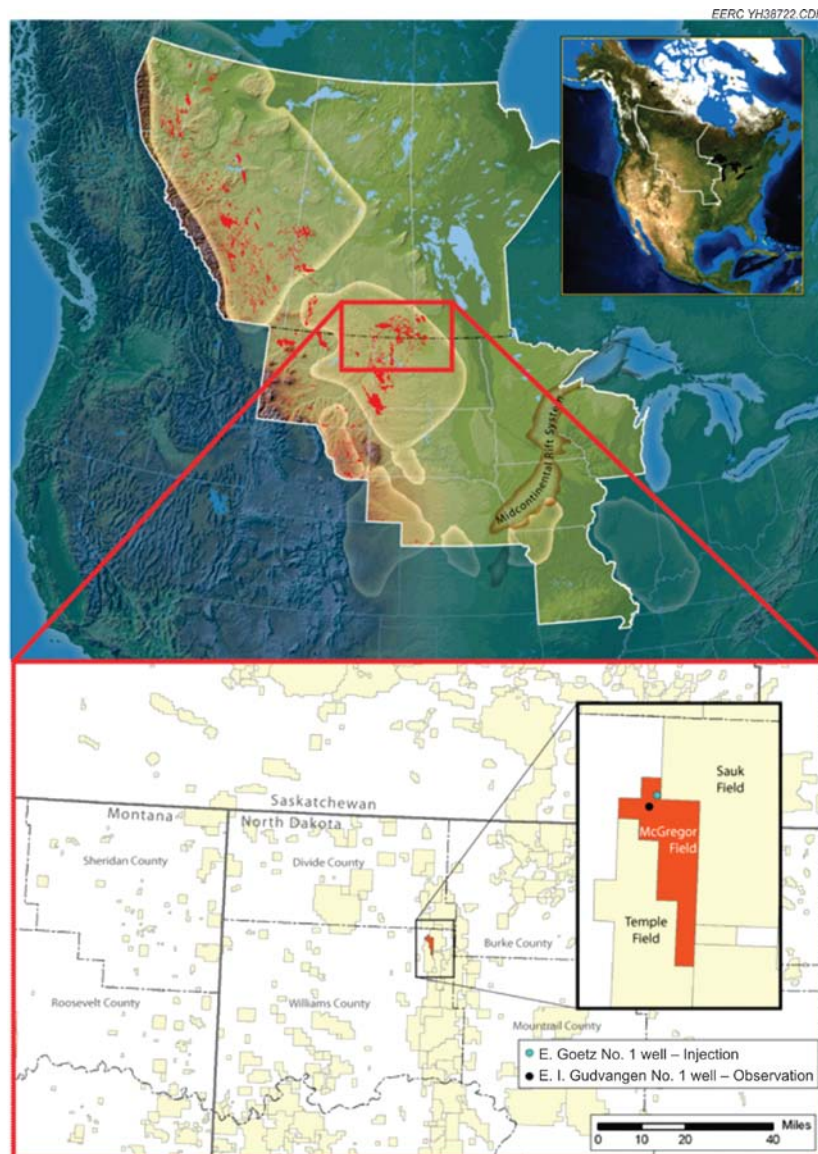 EERC YH38722.CDR
Midcontinental Rift System
Saskatchewan
Montana
North Dakota
Sheridan County
Divide County
Burke County
Roosevelt County
Williams County
Mountrail County
Sauk
Field
McGregor
Field
Temple
Field
E. Goetz No. 1 well – Injection
E. I. Gudvangen No. 1 well – Observation
Miles
0 10 20 40